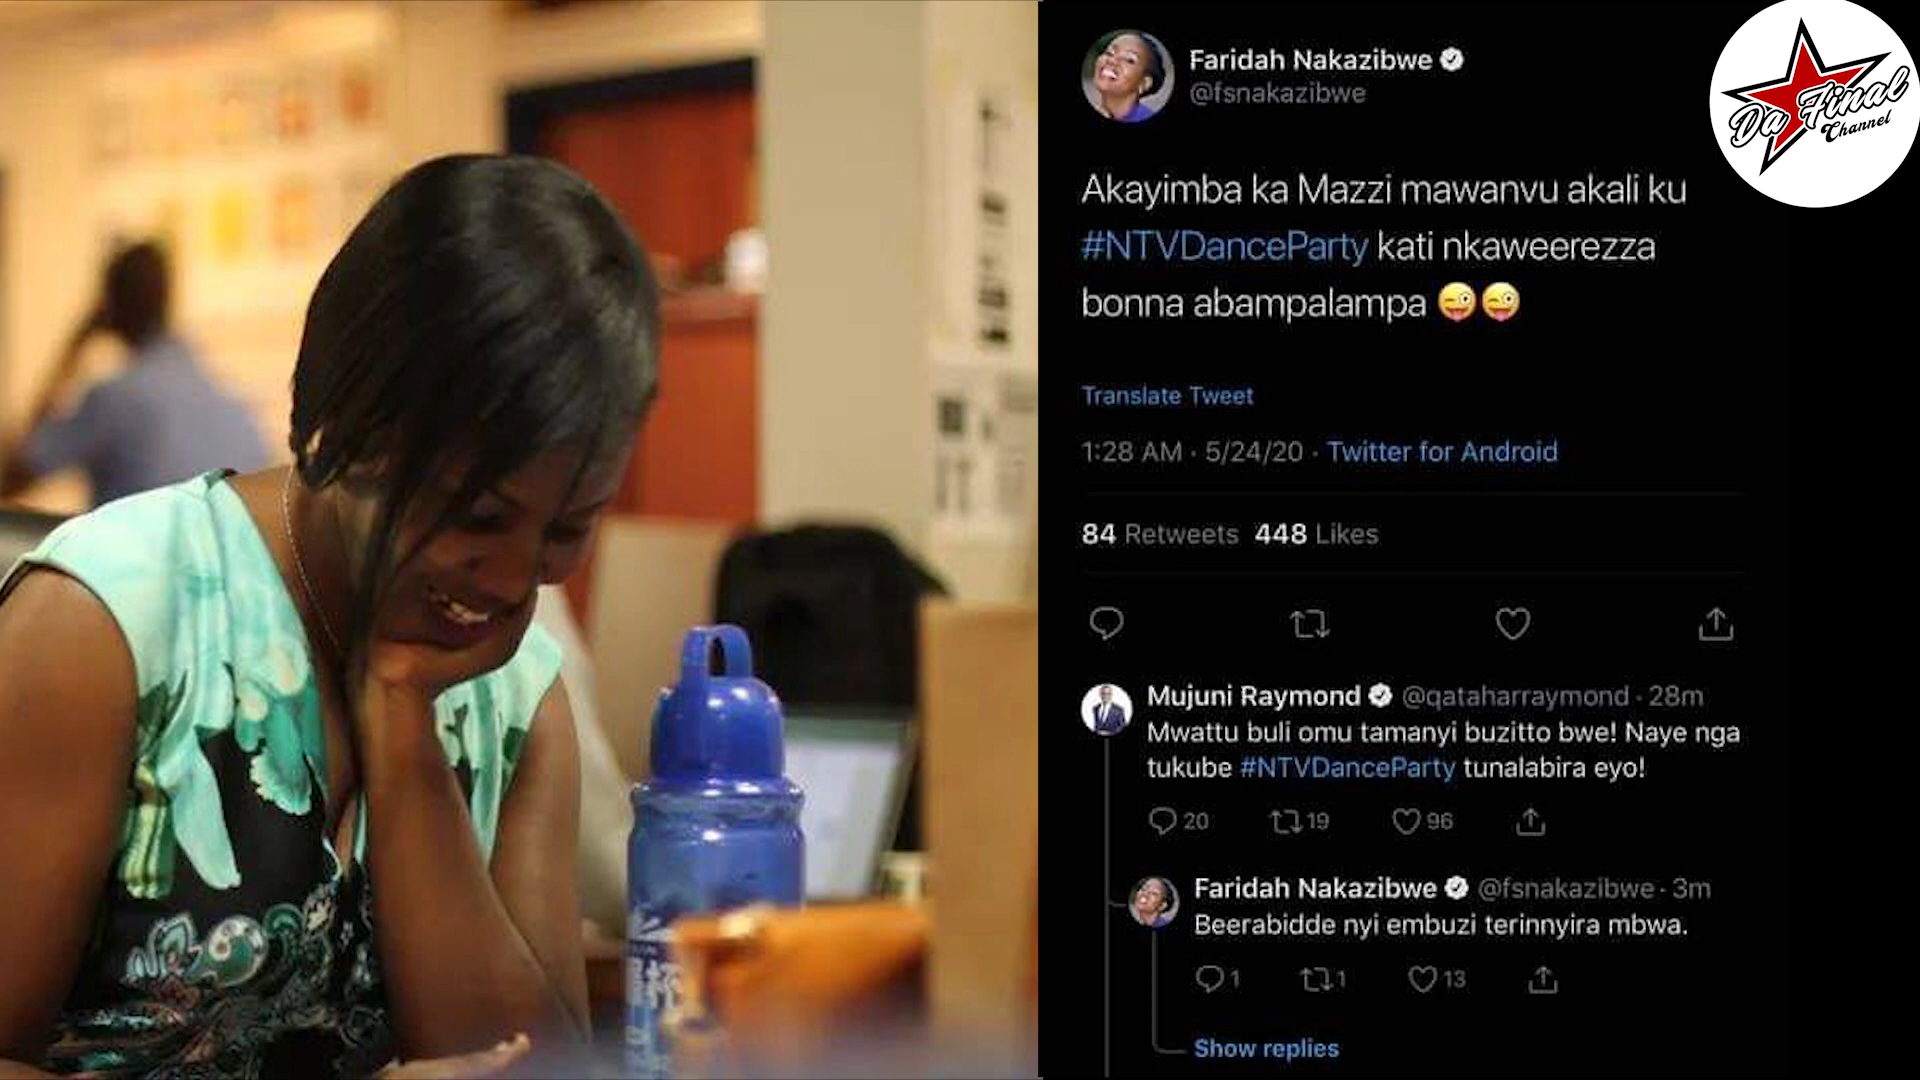 Da Final
Channel
Faridah Nakazibwe
@fsnakazibwe
Akayimba ka Mazzi mawanvu akali ku
#NTVDanceParty kati nkaweerezza
bonna abampalampa 😜😜
Translate Tweet
1:28 AM · 5/24/20 · Twitter for Android
84 Retweets 448 Likes
Mujuni Raymond @qataharraymond · 28m
Mwattu buli omu tamanyi buzitto bwe! Naye nga
tukube #NTVDanceParty tunalabira eyo!
20 19 96
Faridah Nakazibwe @fsnakazibwe · 3m
Beerabidde nyi embuzi terinnyira mbwa.
1 1 13
Show replies